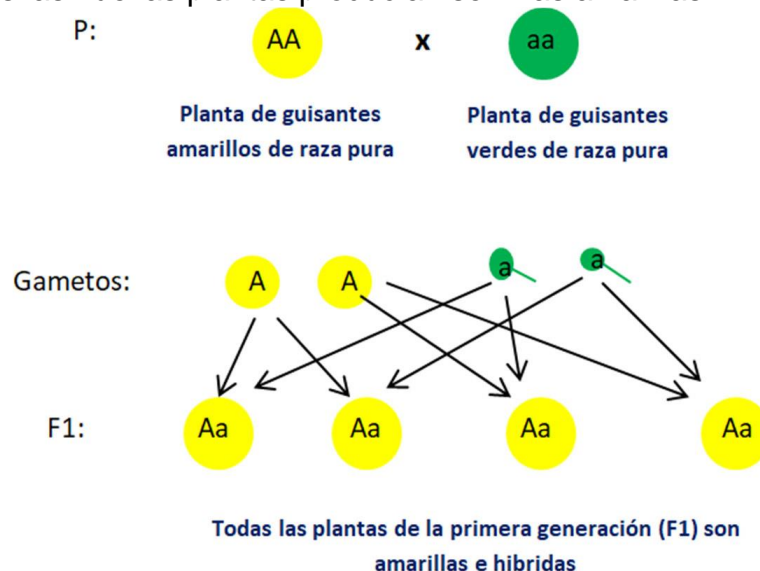 P:
AA x aa
Planta de guisantes
amarillos de raza pura
Planta de guisantes
verdes de raza pura
Gametos: A A a a
F1: Aa Aa Aa Aa
Todas las plantas de la primera generación (F1) son
amarillas e hibridas